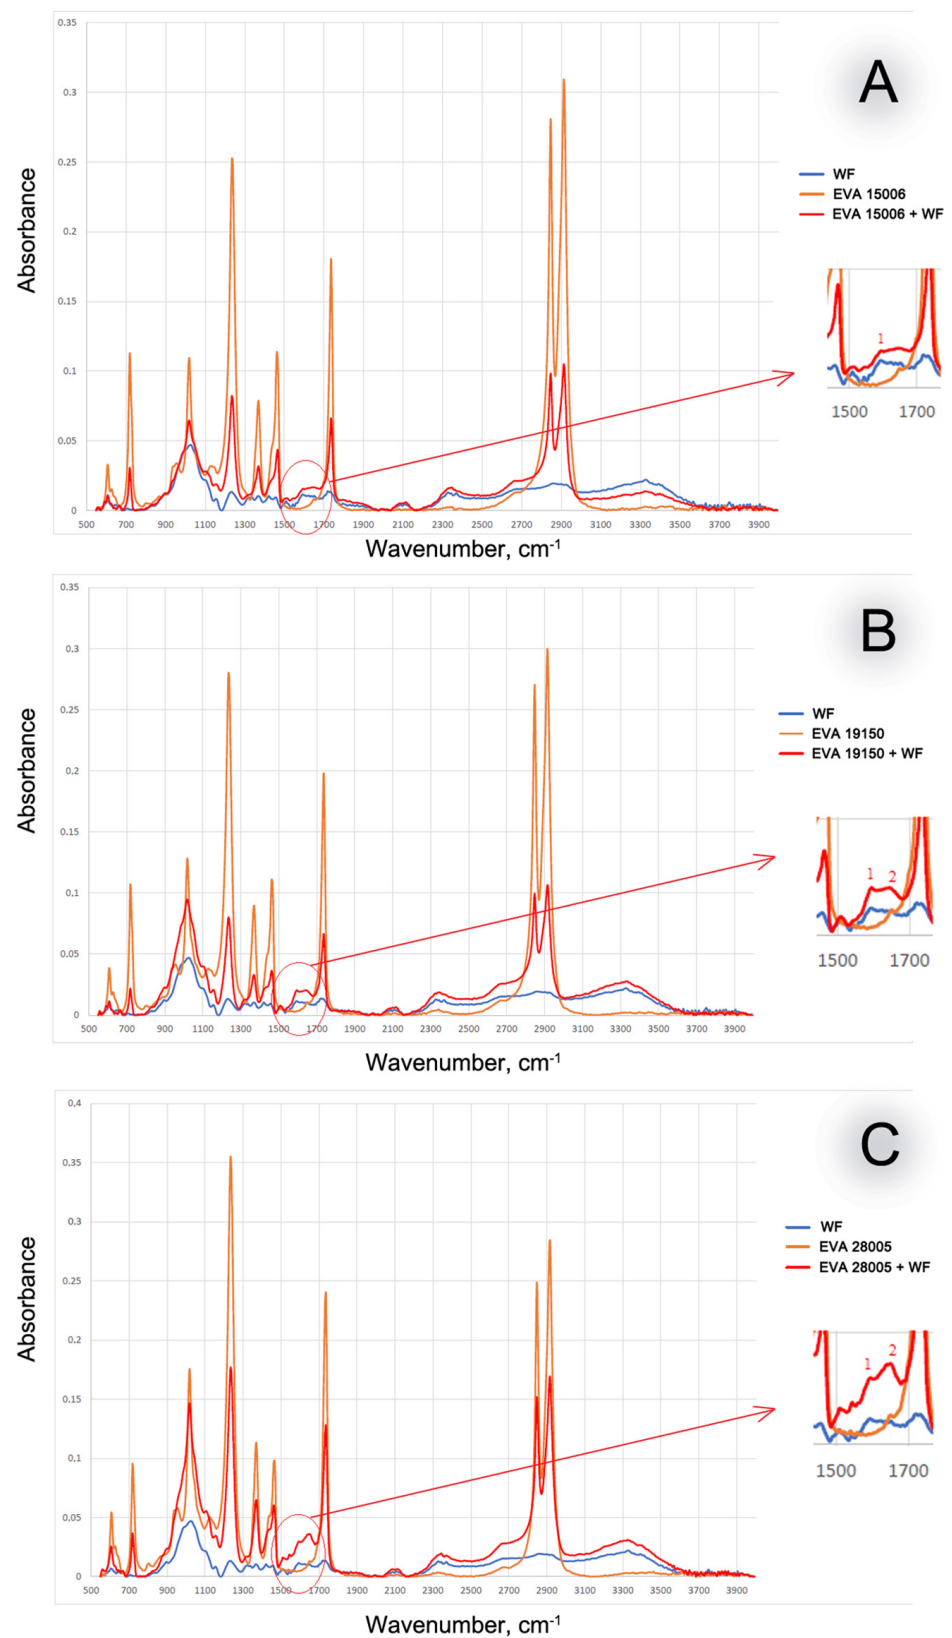 0.35
0.3
0.25
0.2
0.15
0.1
0.05
0
500 700 900 1100 1300 1500 1700 1900 2100 2300 2500 2700 2900 3100 3300 3500 3700 3900
Absorbance
Wavenumber, cm-1
A
WF
EVA 15006
EVA 15006 + WF
1
1500 1700
0.35
0.3
0.25
0.2
0.15
0.1
0.05
0
500 700 900 1100 1300 1500 1700 1900 2100 2300 2500 2700 2900 3100 3300 3500 3700 3900
Absorbance
Wavenumber, cm-1
B
WF
EVA 19150
EVA 19150 + WF
1 2
1500 1700
0,4
0,35
0,3
0,25
0,2
0,15
0,1
0,05
0
500 700 900 1100 1300 1500 1700 1900 2100 2300 2500 2700 2900 3100 3300 3500 3700 3900
Absorbance
Wavenumber, cm-1
C
WF
EVA 28005
EVA 28005 + WF
1 2
1500 1700